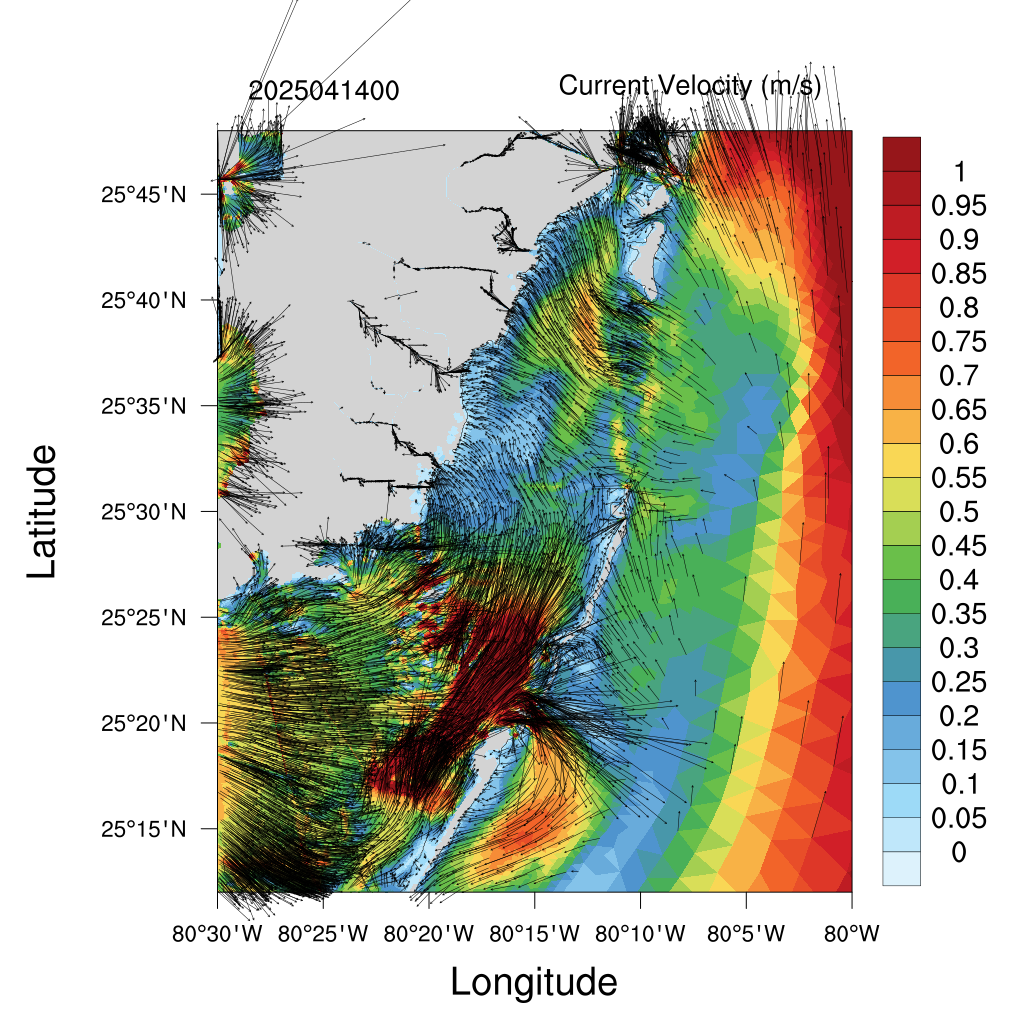 2025041400
Current Velocity (m/s)
25°45'N
25°40'N
25°35'N
25°30'N
25°25'N
25°20'N
25°15'N
Latitude
80°30'W 80°25'W 80°20'W 80°15'W 80°10'W 80°5'W 80°W
Longitude
1
0.95
0.9
0.85
0.8
0.75
0.7
0.65
0.6
0.55
0.5
0.45
0.4
0.35
0.3
0.25
0.2
0.15
0.1
0.05
0